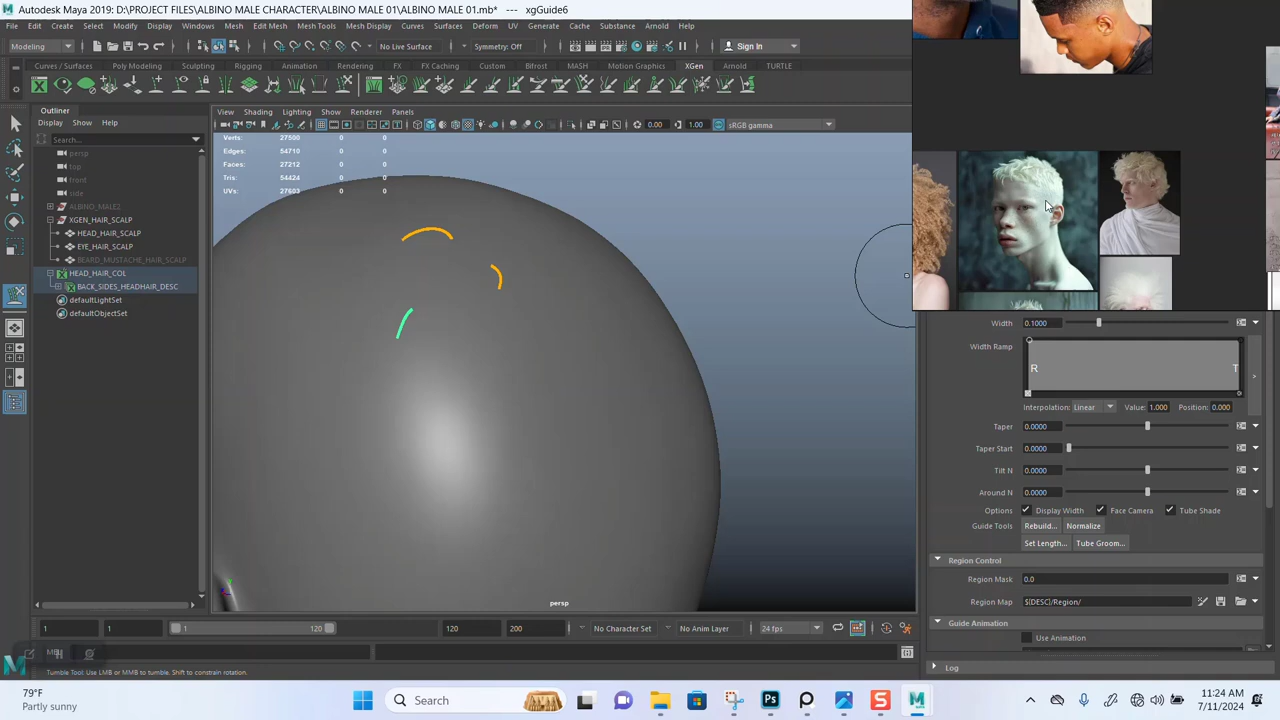 Autodesk Maya 2019: D:\PROJECT FILES\ALBINO MALE CHARACTER\ALBINO MALE 01\ALBINO MALE 01.mb* --- xgGuide6
File Edit Create Select Modify Display Windows Mesh Edit Mesh Mesh Tools Mesh Display Curves Surfaces Deform UV Generate Cache Substance Arnold Help
Modeling No Live Surface Symmetry: Off Sign In
Curves / Surfaces Poly Modeling Sculpting Rigging Animation Rendering FX FX Caching Custom Bifrost MASH Motion Graphics XGen Arnold TURTLE
Outliner
Display Show Help
Search...
persp
top
front
side
ALBINO_MALE2
XGEN_HAIR_SCALP
HEAD_HAIR_SCALP
EYE_HAIR_SCALP
BEARD_MUSTACHE_HAIR_SCALP
HEAD_HAIR_COL
BACK_SIDES_HEADHAIR_DESC
defaultLightSet
defaultObjectSet
View Shading Lighting Show Renderer Panels
0.00 1.00 sRGB gamma
Verts: 27500 0 0
Edges: 54710 0 0
Faces: 27212 0 0
Tris: 54424 0 0
UVs: 27603 0 0
persp
Width 0.1000
Width Ramp R T
Interpolation: Linear Value: 1.000 Position: 0.000
Taper 0.0000
Taper Start 0.0000
Tilt N 0.0000
Around N 0.0000
Options Display Width Face Camera Tube Shade
Guide Tools Rebuild... Normalize
Set Length... Tube Groom...
Region Control
Region Mask 0.0
Region Map ${DESC}/Region/
Guide Animation
Use Animation
Log
1 1 1 120 120 200 No Character Set No Anim Layer 24 fps
Tumble Tool: Use LMB & MMB to tumble. Shift to constrain rotation.
79°F
Partly sunny
Search
11:24 AM
7/11/2024